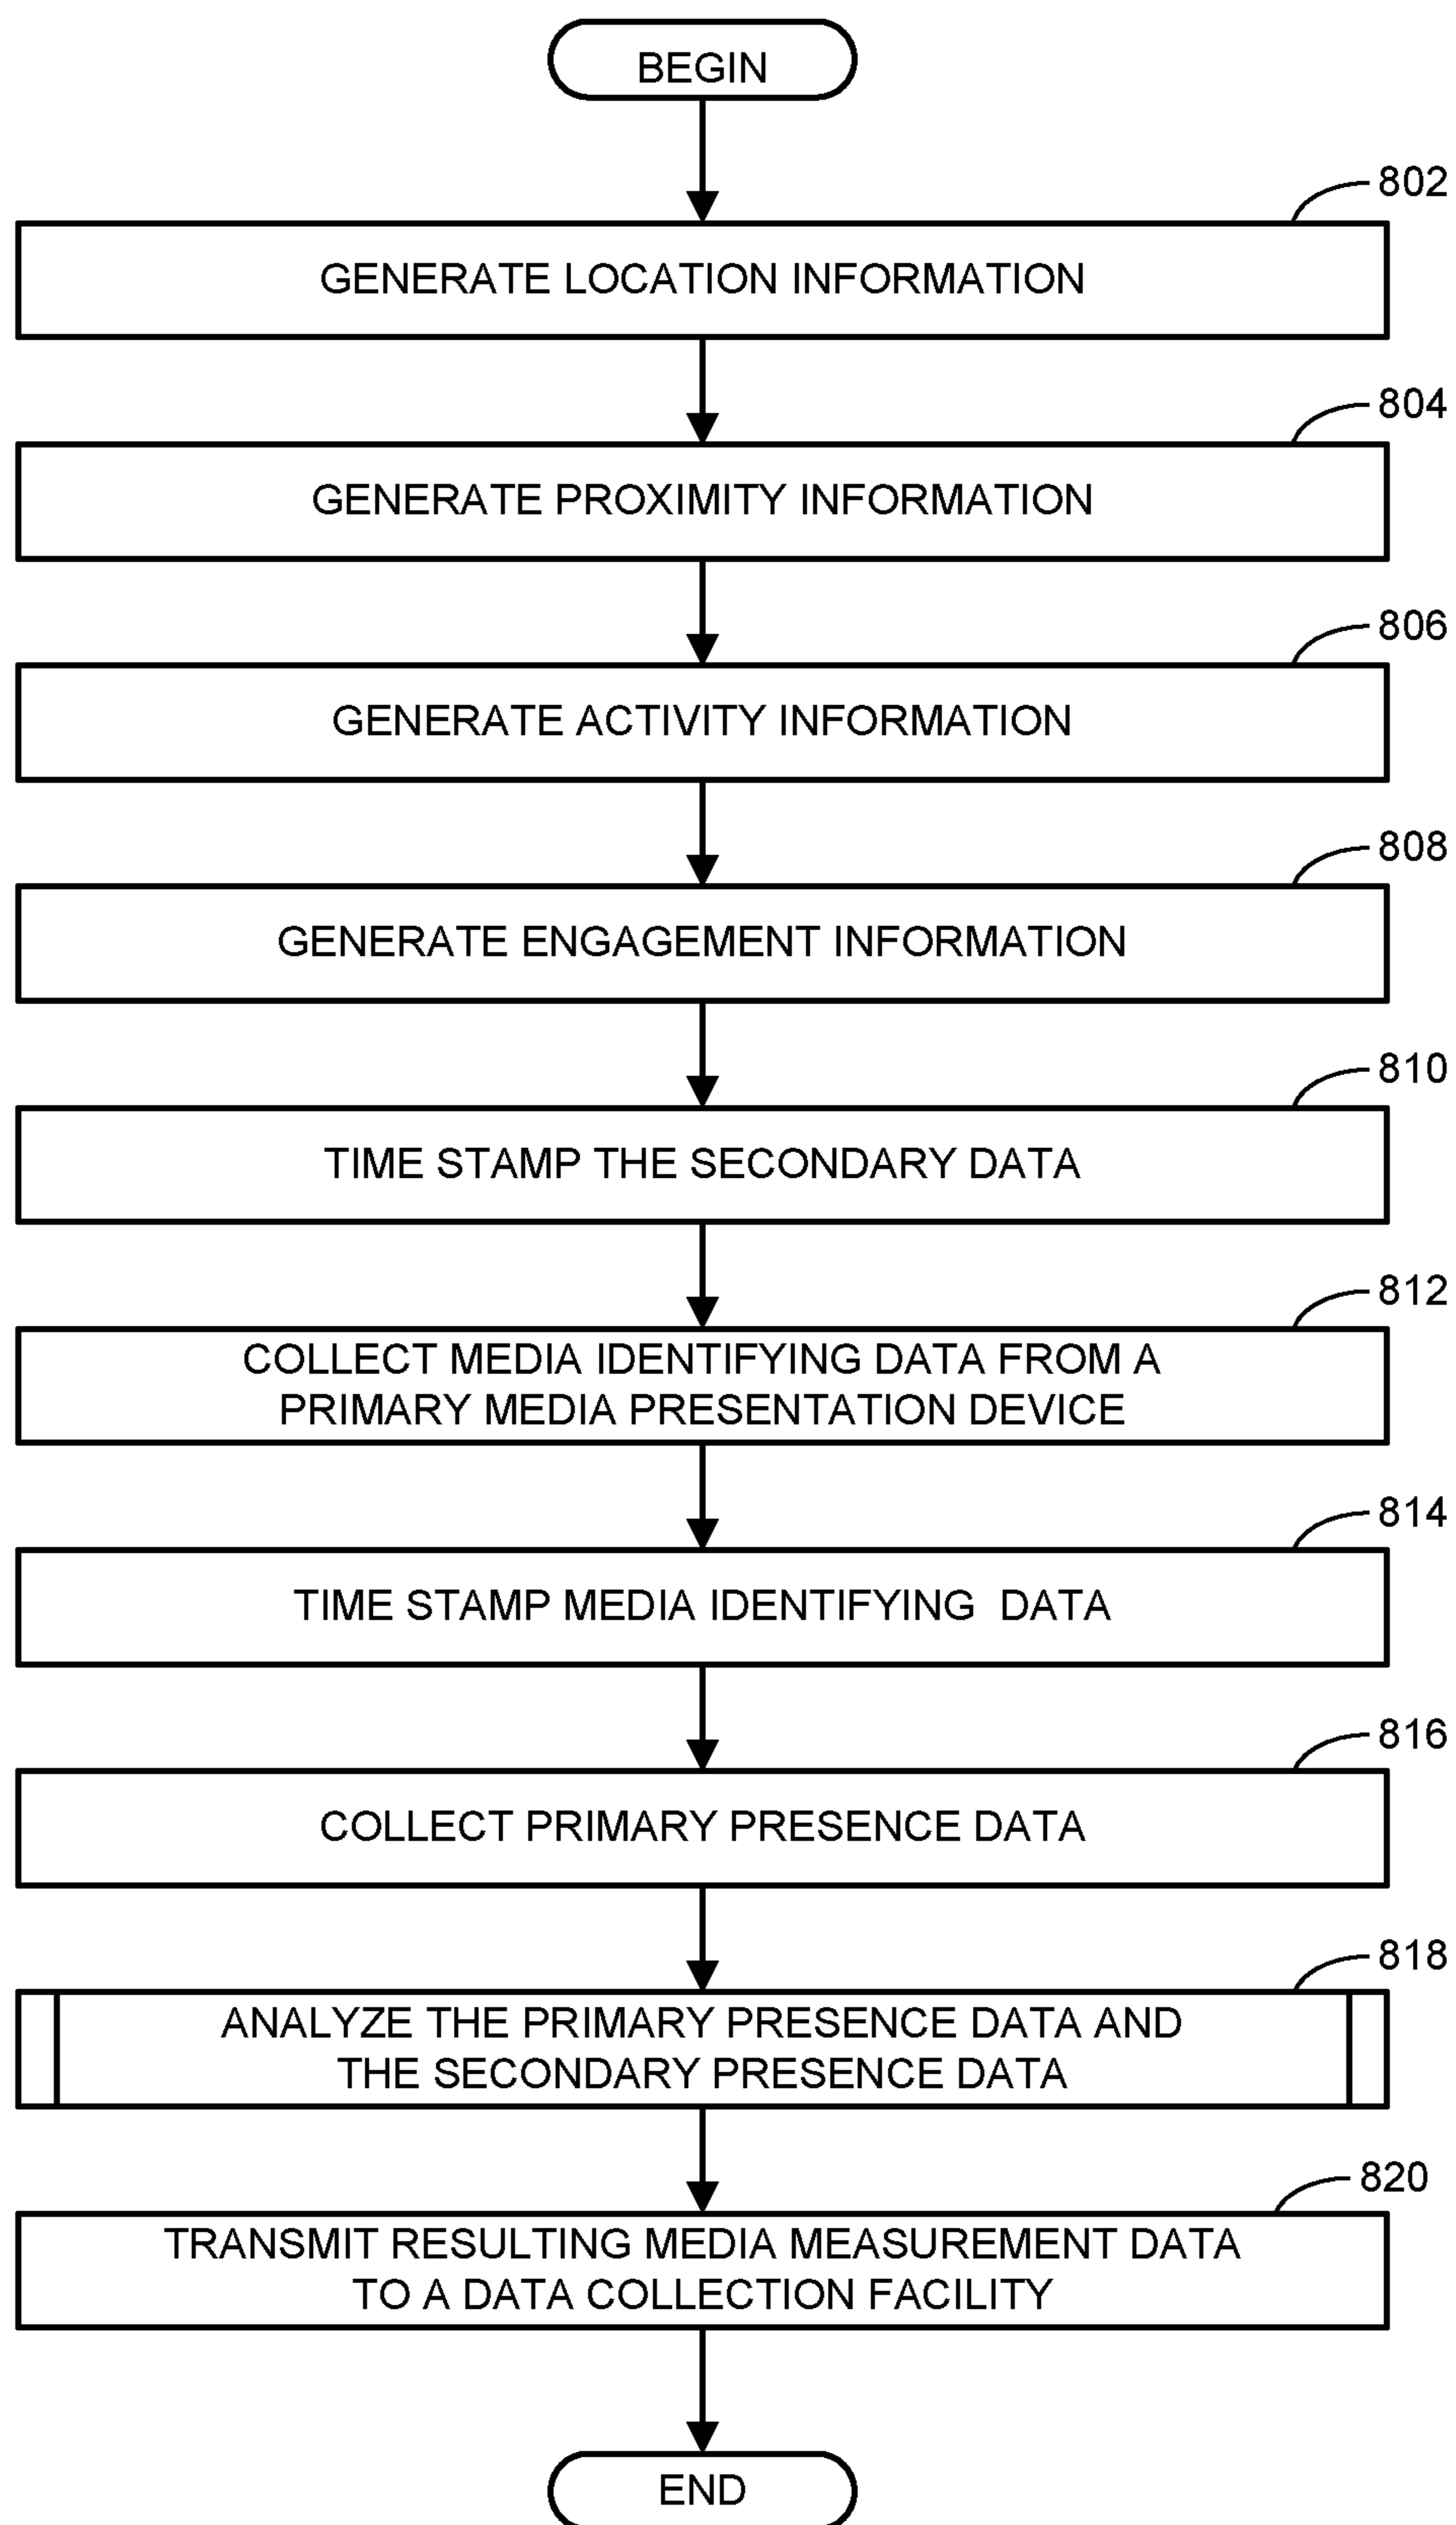 BEGIN
802
GENERATE LOCATION INFORMATION
804
GENERATE PROXIMITY INFORMATION
806
GENERATE ACTIVITY INFORMATION
808
GENERATE ENGAGEMENT INFORMATION
810
TIME STAMP THE SECONDARY DATA
812
COLLECT MEDIA IDENTIFYING DATA FROM A
PRIMARY MEDIA PRESENTATION DEVICE
814
TIME STAMP MEDIA IDENTIFYING  DATA
816
COLLECT PRIMARY PRESENCE DATA
818
ANALYZE THE PRIMARY PRESENCE DATA AND
THE SECONDARY PRESENCE DATA
820
TRANSMIT RESULTING MEDIA MEASUREMENT DATA
TO A DATA COLLECTION FACILITY
END